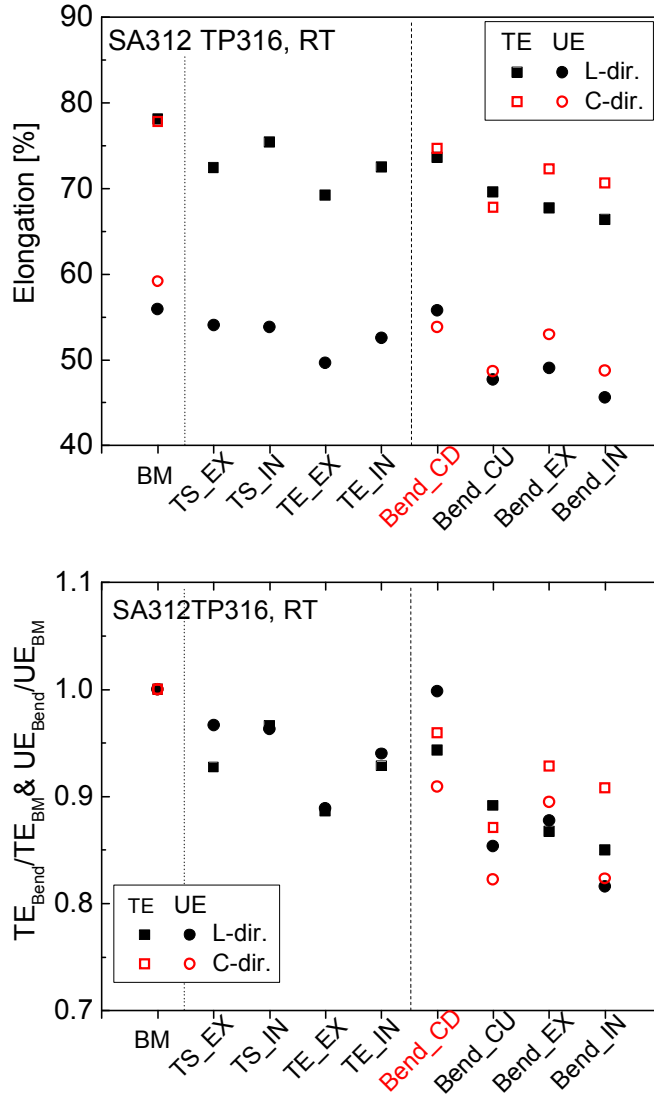 90
80
70
60
50
40
Elongation [%]
SA312 TP316, RT
TE UE
L-dir.
C-dir.
BM
TS_EX
TS_IN
TE_EX
TE_IN
Bend_CD
Bend_CU
Bend_EX
Bend_IN
1.1
1.0
0.9
0.8
0.7
TE_Bend/TE_BM & UE_Bend/UE_BM
SA312TP316, RT
TE UE
L-dir.
C-dir.
BM
TS_EX
TS_IN
TE_EX
TE_IN
Bend_CD
Bend_CU
Bend_EX
Bend_IN